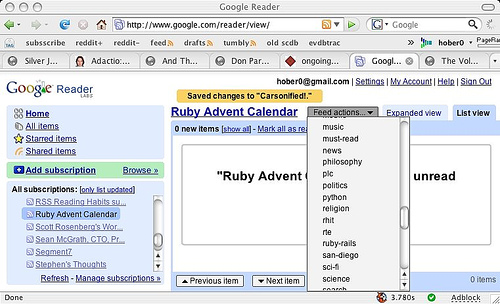 Google Reader
http://www.google.com/reader/view/
Google
PageRank
subsscribe reddit+ reddit- feed drafts tumbly old scdb evdbtrac » hober0
Silver J... Adactio:... And Th... Don Par... ongoing... Googl... The Vol...
hober0@gmail.com | Settings | My Account | Help | Sign Out
Google Reader
LABS
Saved changes to "Carsonified!."
Ruby Advent Calendar
Feed actions...
Expanded view
List view
0 new items [show all] - Mark all as rea
Home
All items
Starred items
Shared items
Add subscription
Browse »
All subscriptions: [only list updated]
RSS Reading Habits su...
Ruby Advent Calendar
Scott Rosenberg's Wor...
Sean McGrath, CTO, Pr...
Segment7
Stephen's Thoughts
Refresh - Manage subscriptions »
music
must-read
news
philosophy
plc
politics
python
religion
rhit
rte
ruby-rails
san-diego
sci-fi
science
search
"Ruby Advent unread
Previous item
Next item
0 items
Done
3.780s
Adblock